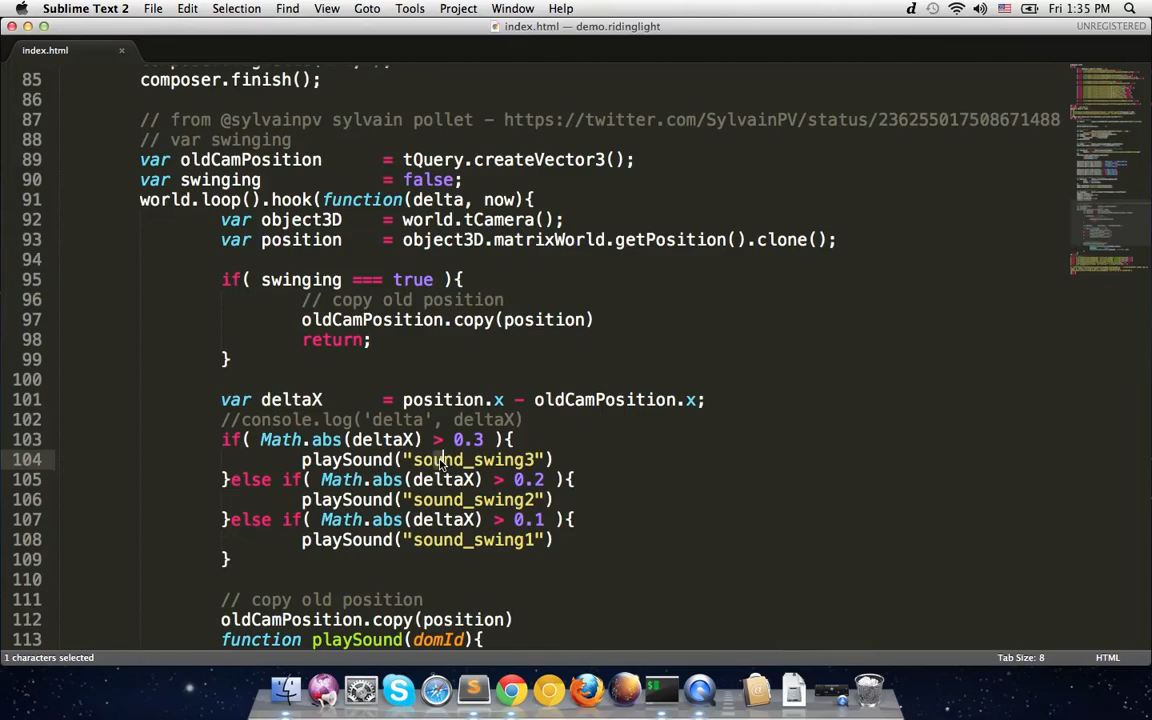 Sublime Text 2 File Edit Selection Find View Goto Tools Project Window Help Fri 1:35 PM
index.html — demo.ridinglight UNREGISTERED
index.html ×
85 composer.finish();
86
87 // from @sylvainpv sylvain pollet – https://twitter.com/SylvainPV/status/236255017508671488
88 // var swinging
89 var oldCamPosition = tQuery.createVector3();
90 var swinging = false;
91 world.loop().hook(function(delta, now){
92 var object3D = world.tCamera();
93 var position = object3D.matrixWorld.getPosition().clone();
94
95 if( swinging === true ){
96 // copy old position
97 oldCamPosition.copy(position)
98 return;
99 }
100
101 var deltaX = position.x - oldCamPosition.x;
102 //console.log('delta', deltaX)
103 if( Math.abs(deltaX) > 0.3 ){
104 playSound("sound_swing3")
105 }else if( Math.abs(deltaX) > 0.2 ){
106 playSound("sound_swing2")
107 }else if( Math.abs(deltaX) > 0.1 ){
108 playSound("sound_swing1")
109 }
110
111 // copy old position
112 oldCamPosition.copy(position)
113 function playSound(domId){
1 characters selected Tab Size: 8 HTML